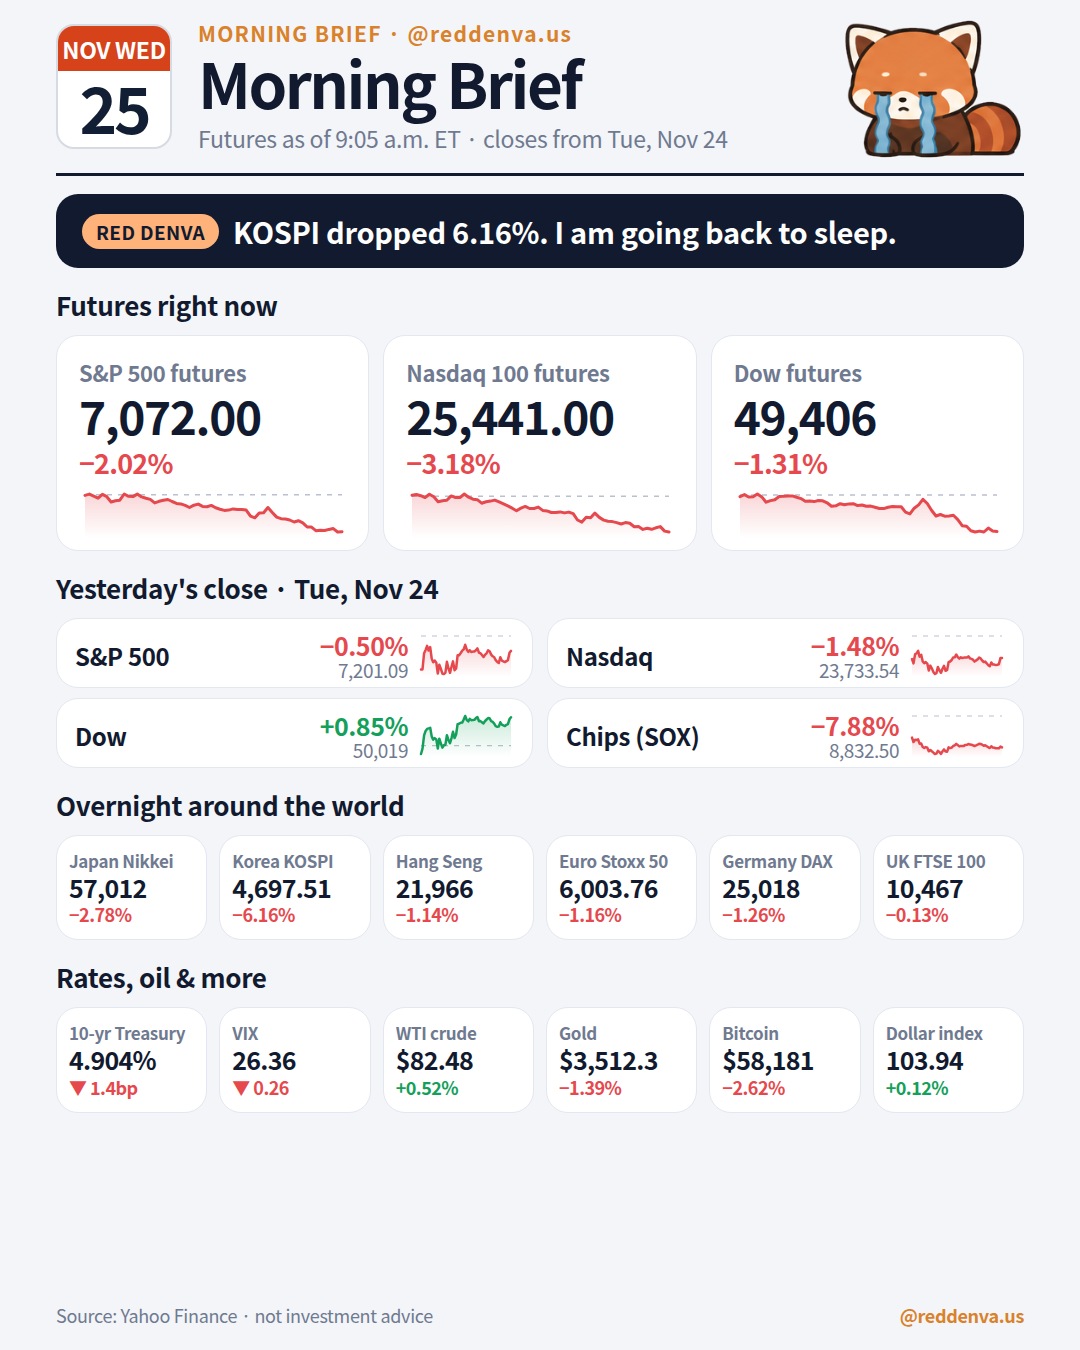 NOV WED
25
MORNING BRIEF · @reddenva.us
Morning Brief
Futures as of 9:05 a.m. ET · closes from Tue, Nov 24
RED DENVA KOSPI dropped 6.16%. I am going back to sleep.
Futures right now
S&P 500 futures
7,072.00
−2.02%
Nasdaq 100 futures
25,441.00
−3.18%
Dow futures
49,406
−1.31%
Yesterday's close · Tue, Nov 24
S&P 500
−0.50%
7,201.09
Nasdaq
−1.48%
23,733.54
Dow
+0.85%
50,019
Chips (SOX)
−7.88%
8,832.50
Overnight around the world
Japan Nikkei
57,012
−2.78%
Korea KOSPI
4,697.51
−6.16%
Hang Seng
21,966
−1.14%
Euro Stoxx 50
6,003.76
−1.16%
Germany DAX
25,018
−1.26%
UK FTSE 100
10,467
−0.13%
Rates, oil & more
10-yr Treasury
4.904%
▼ 1.4bp
VIX
26.36
▼ 0.26
WTI crude
$82.48
+0.52%
Gold
$3,512.3
−1.39%
Bitcoin
$58,181
−2.62%
Dollar index
103.94
+0.12%
Source: Yahoo Finance · not investment advice
@reddenva.us